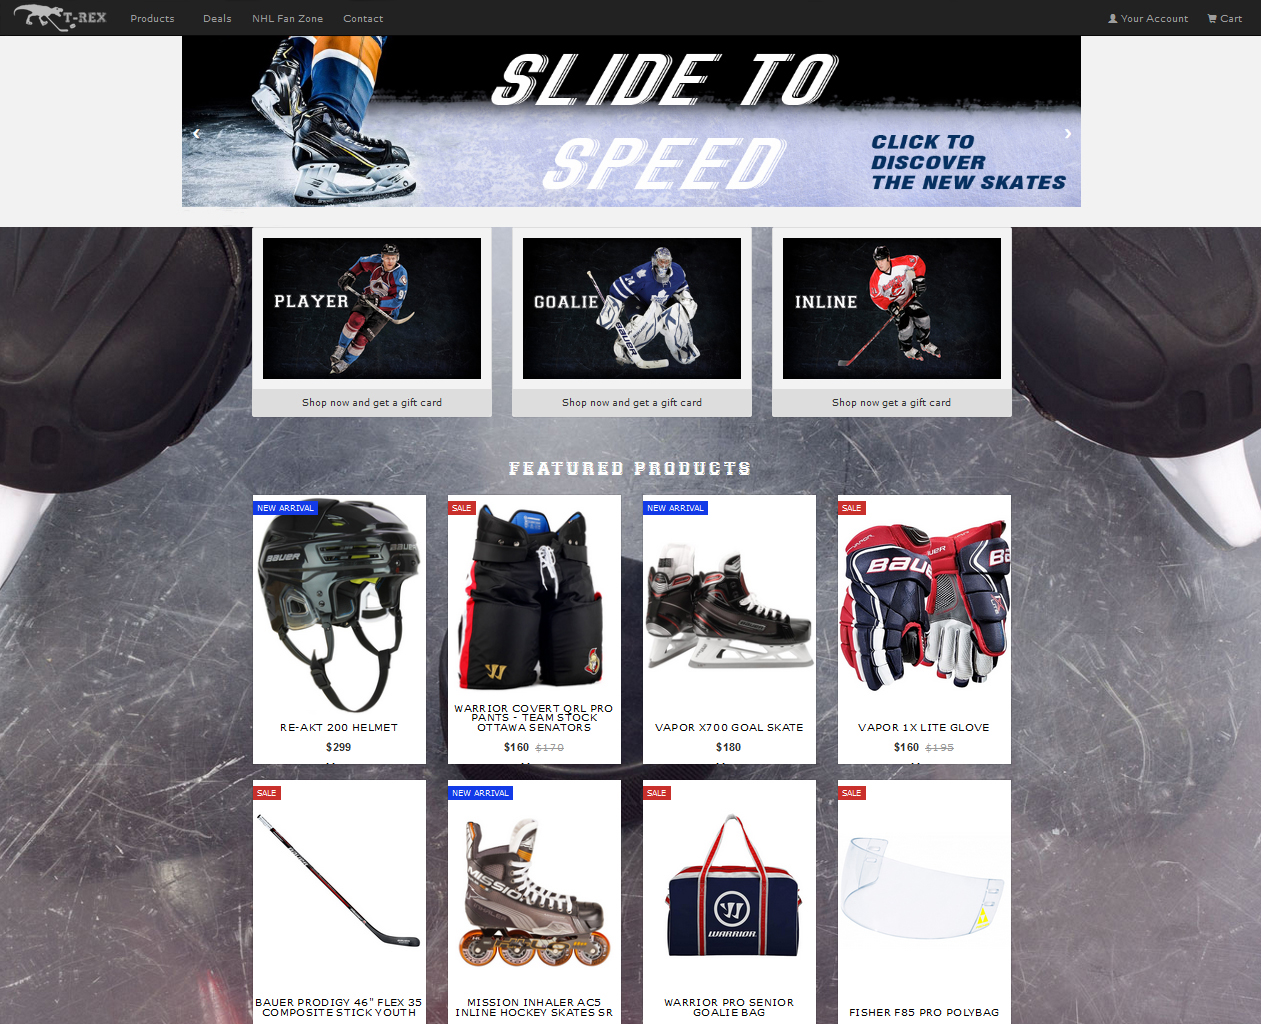 T-REX
Products
Deals
NHL Fan Zone
Contact
Your Account
Cart
SLIDE TO
SPEED
CLICK TO
DISCOVER
THE NEW SKATES
PLAYER
GOALIE
INLINE
BAUER
Shop now and get a gift card
Shop now and get a gift card
Shop now get a gift card
FEATURED PRODUCTS
NEW ARRIVAL
BAUER
RE-AKT 200 HELMET
$299
SALE
WARRIOR COVERT QRL PRO
PANTS - TEAM STOCK
OTTAWA SENATORS
$160 $170
NEW ARRIVAL
VAPOR X700 GOAL SKATE
$180
SALE
BAUE
VAPOR 1X LITE GLOVE
$160 $195
SALE
BAUER PRODIGY 46" FLEX 35
COMPOSITE STICK YOUTH
NEW ARRIVAL
MISSION
MISSION INHALER AC5
INLINE HOCKEY SKATES SR
SALE
WARRIOR
WARRIOR PRO SENIOR
GOALIE BAG
SALE
FISHER F85 PRO POLYBAG